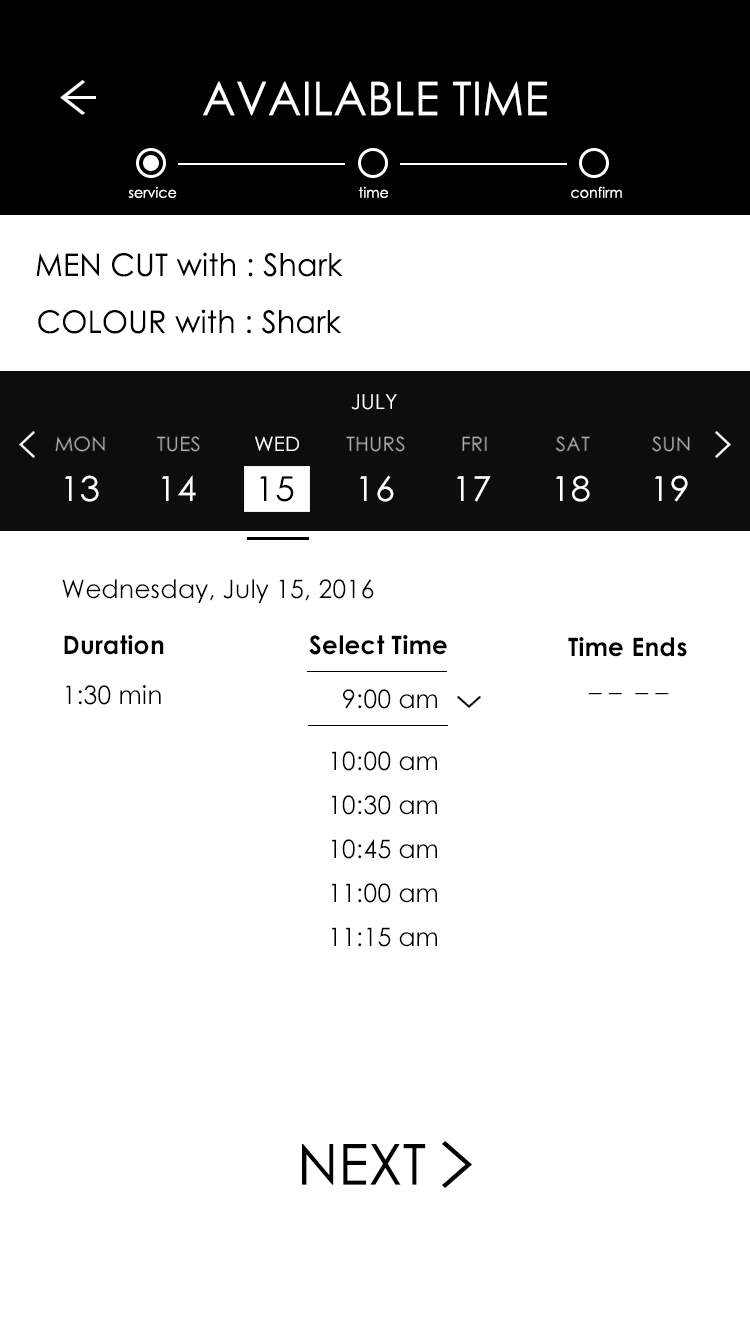 AVAILABLE TIME
service time confirm
MEN CUT with : Shark
COLOUR with : Shark
JULY
MON TUES WED THURS FRI SAT SUN
13 14 15 16 17 18 19
Wednesday, July 15, 2016
Duration Select Time Time Ends
1:30 min 9:00 am -- --
10:00 am
10:30 am
10:45 am
11:00 am
11:15 am
NEXT >